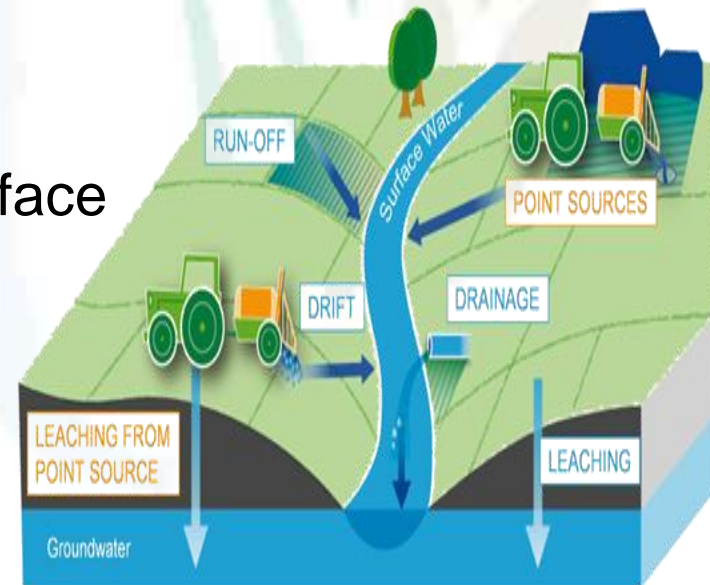 face
RUN-OFF
Surface Water
POINT SOURCES
DRIFT
DRAINAGE
LEACHING FROM
POINT SOURCE
LEACHING
Groundwater